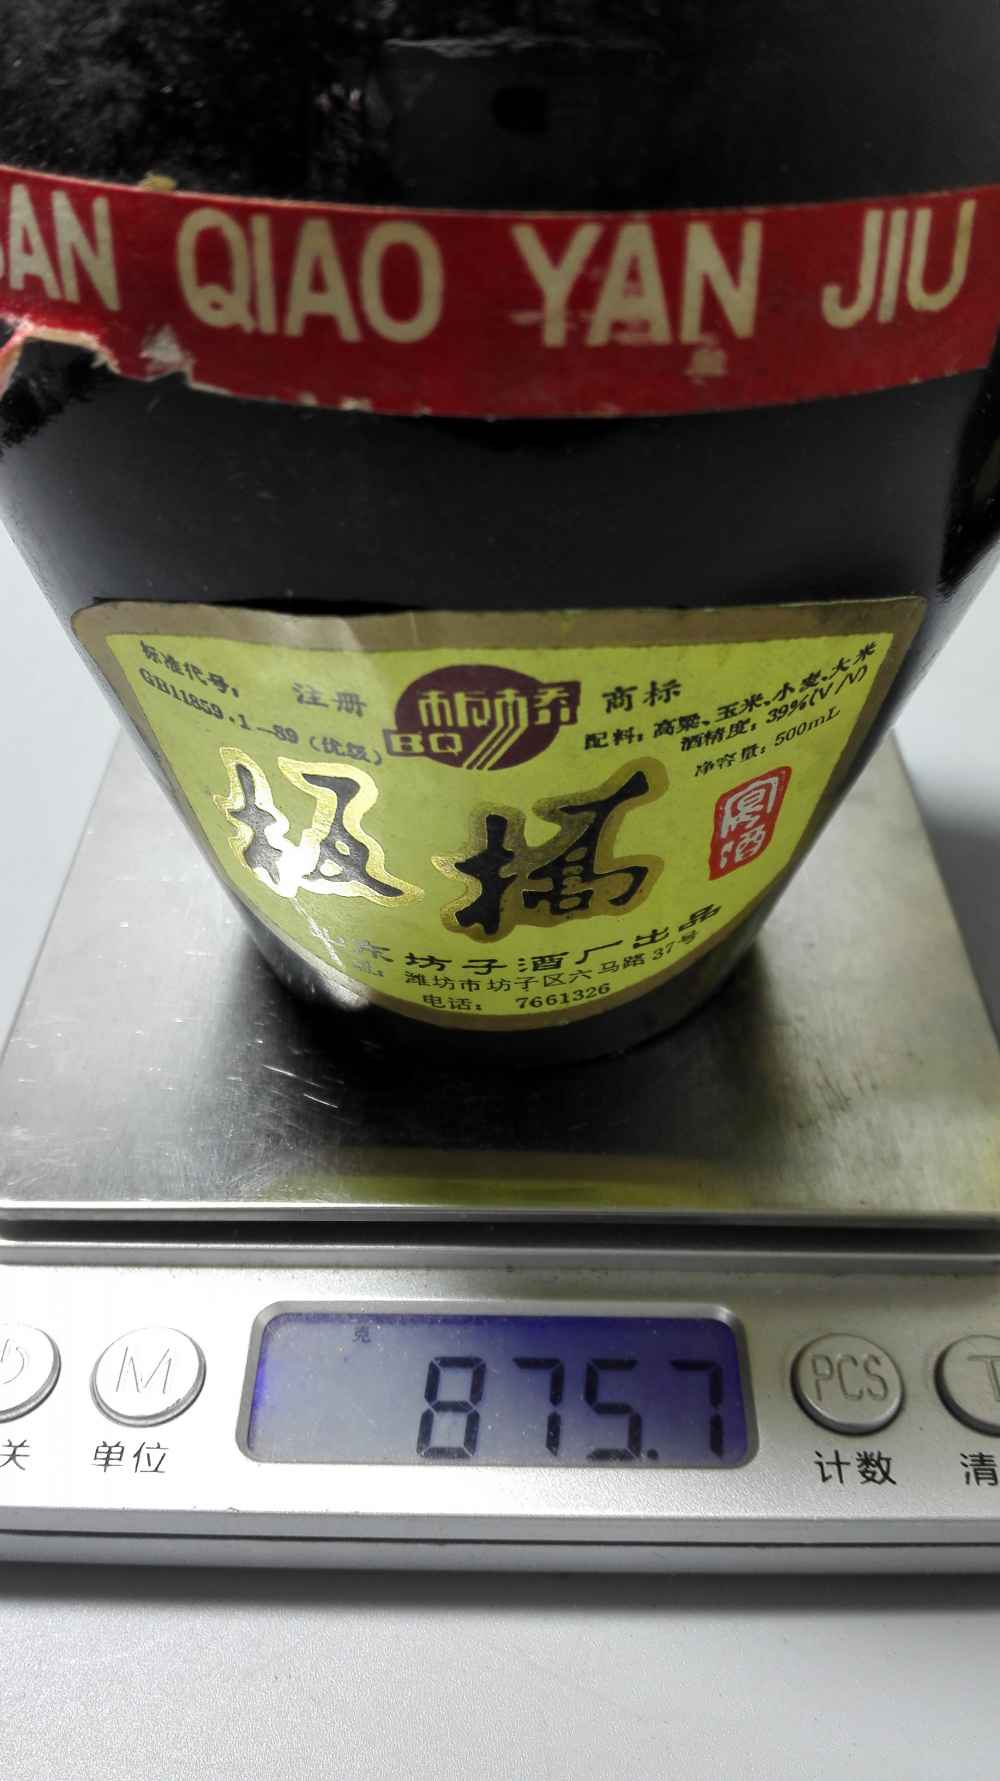 AN QIAO YAN JIU
标准代号：
GB11859.1-89（优级）
注册
板桥
BQ
商标
配料：高粱、玉米、小麦、大米
酒精度：39%(V/V)
净容量：500mL
板桥
宴酒
东坊子酒厂出品
潍坊市坊子区六马路37号
电话：7661326
克
875.7
M
PCS
T
关
单位
计数
清